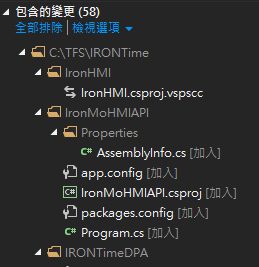 包含的變更 (58)
全部排除 | 檢視選項
C:\TFS\IRONTime
IronHMI
IronHMI.csproj.vspscc
IronMoHMIAPI
Properties
AssemblyInfo.cs [加入]
app.config [加入]
IronMoHMIAPI.csproj [加入]
packages.config [加入]
Program.cs [加入]
IRONTimeDPA